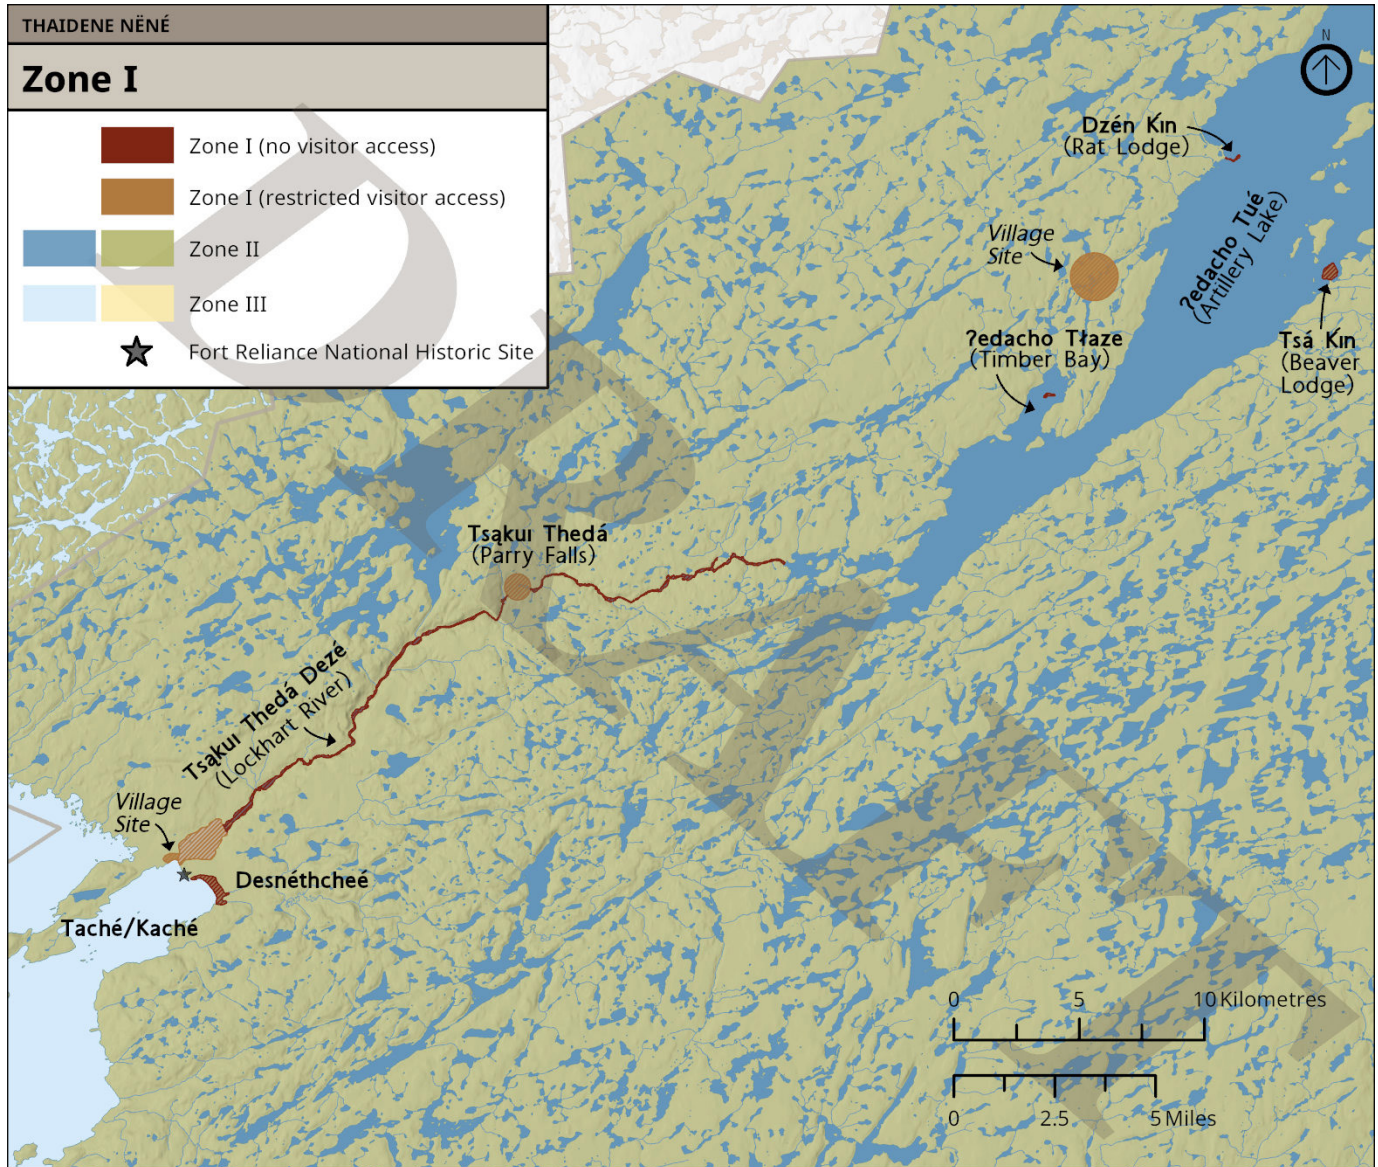 THAIDENE NËNÉ
Zone I
Zone I (no visitor access)
Zone I (restricted visitor access)
Zone II
Zone III
Fort Reliance National Historic Site
N
Dzén Ḱın
(Rat Lodge)
Village
Site
ʔedacho Tué
(Artillery Lake)
ʔedacho Tłaze
(Timber Bay)
Tsá Ḱın
(Beaver
Lodge)
Tsąkuı Thedá
(Parry Falls)
Tsąkuı Thedá Dezé
(Lockhart River)
Village
Site
Desnéthcheé
Taché/Kaché
0 5 10 Kilometres
0 2.5 5 Miles
DRAFT